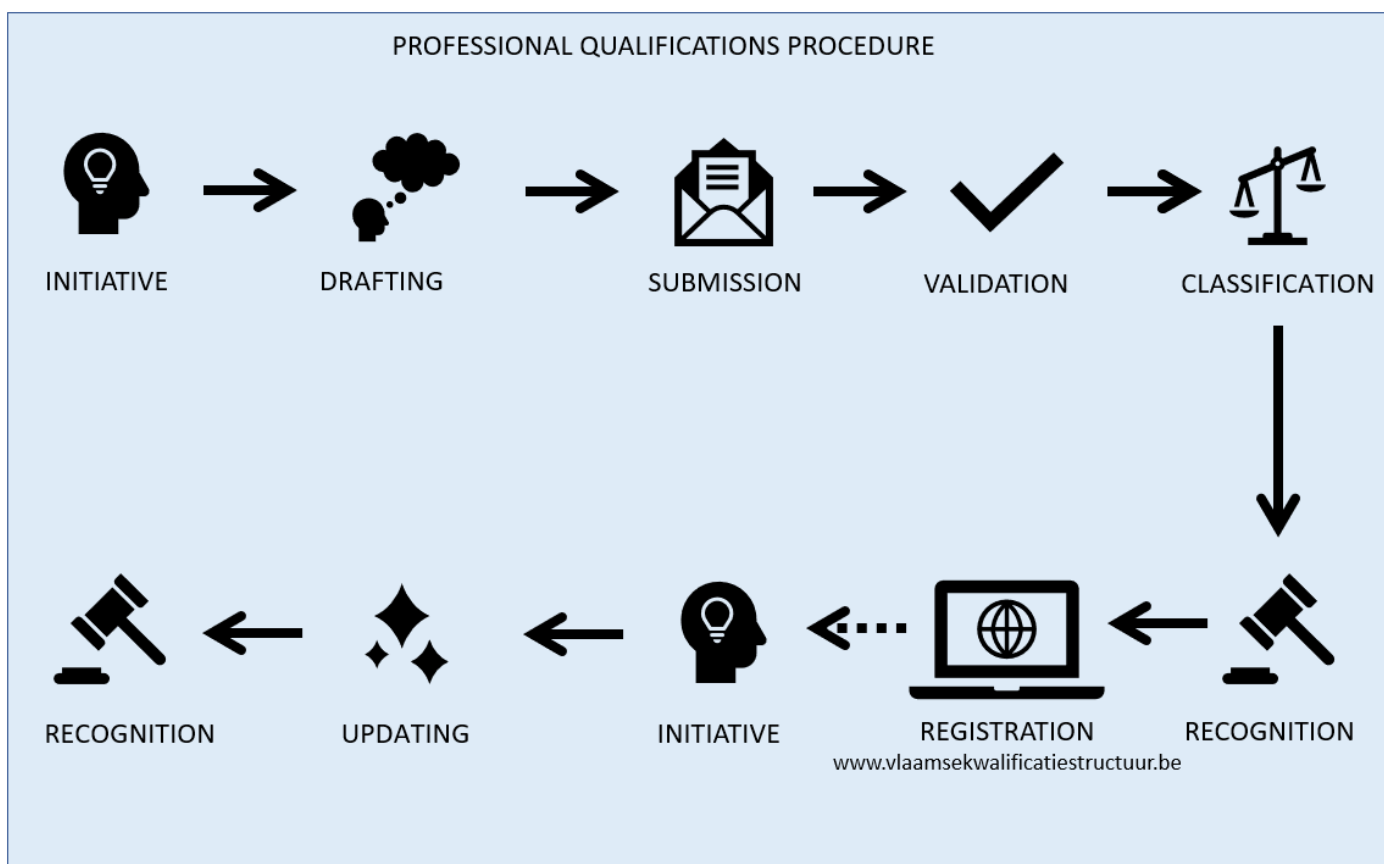 PROFESSIONAL QUALIFICATIONS PROCEDURE
INITIATIVE
DRAFTING
SUBMISSION
VALIDATION
CLASSIFICATION
RECOGNITION
UPDATING
INITIATIVE
REGISTRATION
www.vlaamsekwalificatiestructuur.be
RECOGNITION